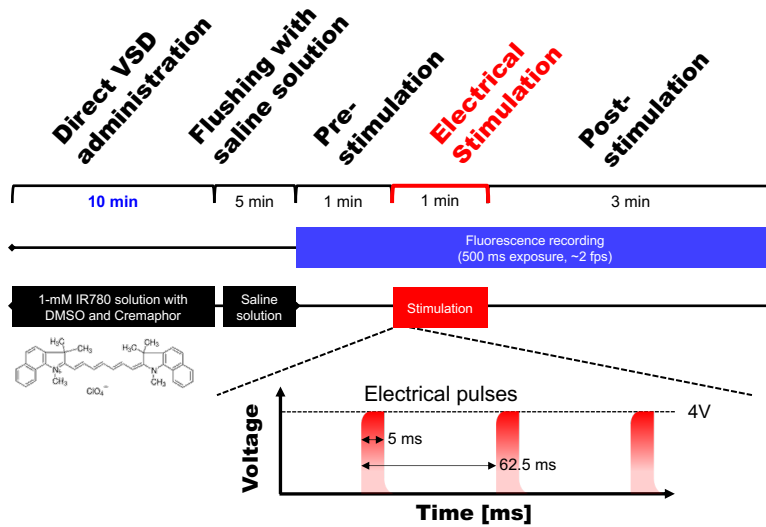 Direct VSD
administration
Flushing with
saline solution
Pre-
stimulation
Electrical
Stimulation
Post-
stimulation
10 min
5 min
1 min
1 min
3 min
Fluorescence recording
(500 ms exposure, ~2 fps)
1-mM IR780 solution with
DMSO and Cremaphor
Saline
solution
Stimulation
H₃C
CH₃
H₃C
CH₃
N⁺
CH₃
N
CH₃
ClO₄⁻
Electrical pulses
4V
5 ms
62.5 ms
Voltage
Time [ms]